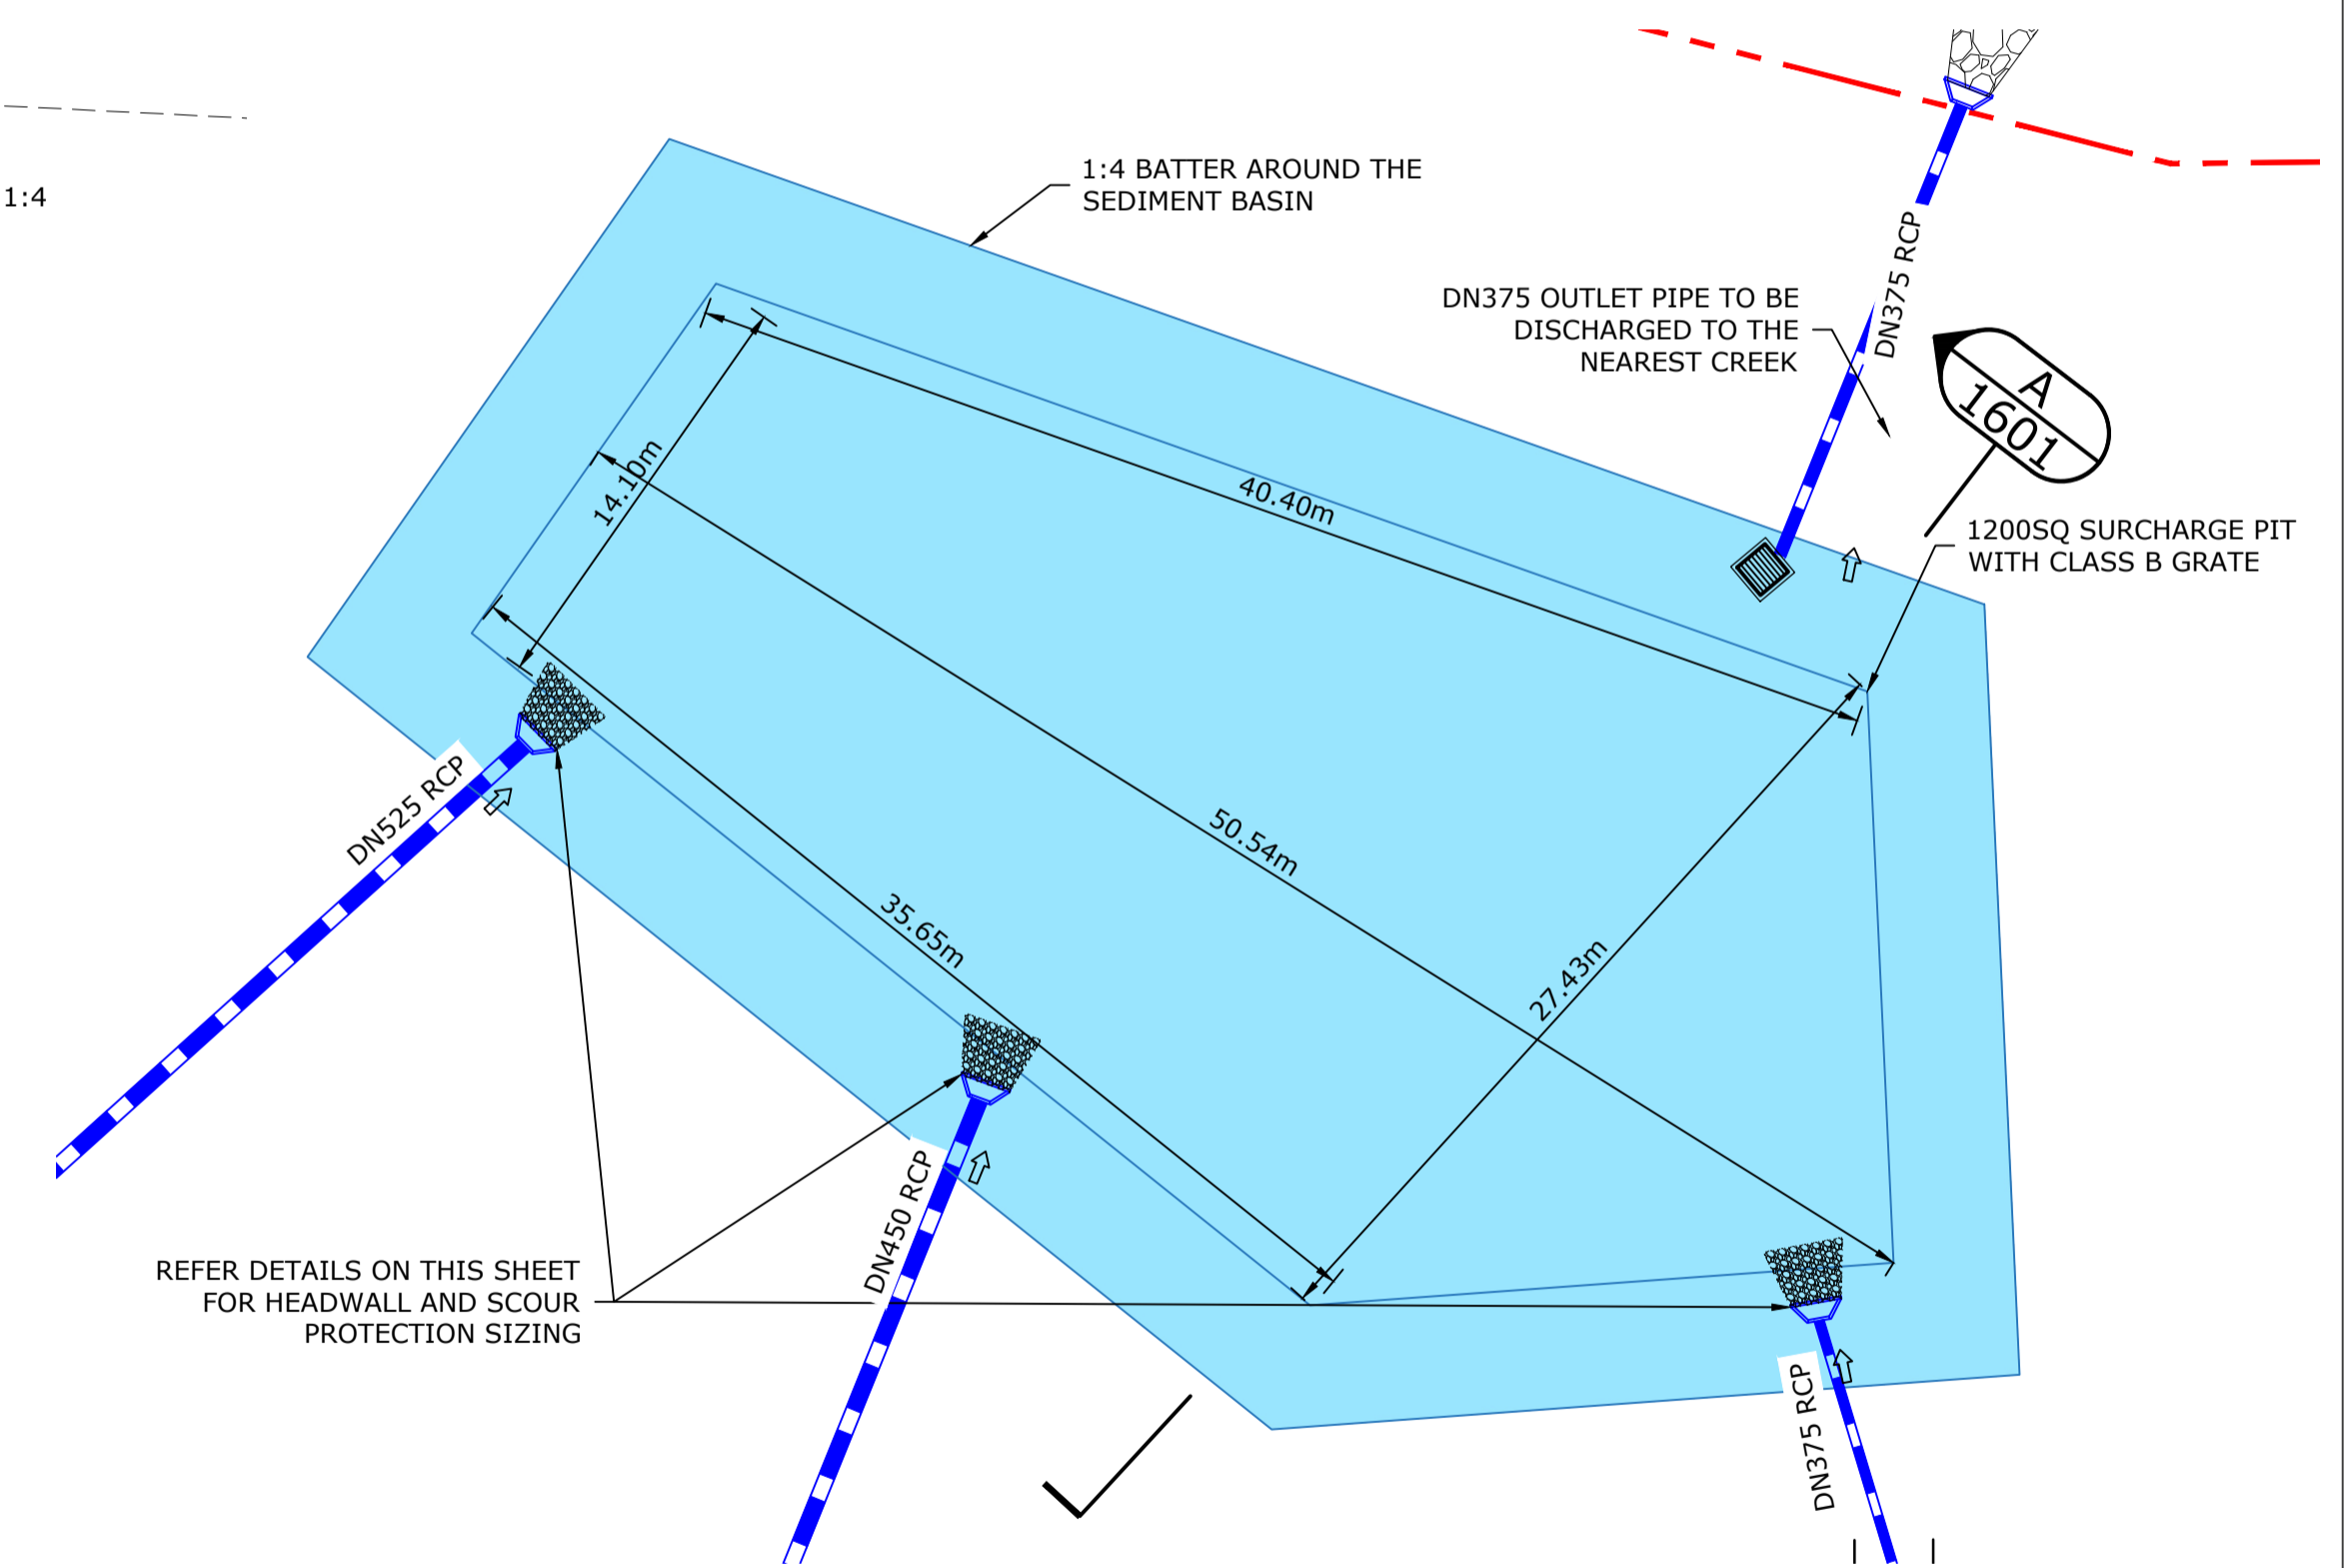 1:4
1:4 BATTER AROUND THE
SEDIMENT BASIN
DN375 RCP
DN375 OUTLET PIPE TO BE
DISCHARGED TO THE
NEAREST CREEK
A
1601
1200SQ SURCHARGE PIT
WITH CLASS B GRATE
14.10m
40.40m
50.54m
35.65m
27.43m
DN525 RCP
DN450 RCP
REFER DETAILS ON THIS SHEET
FOR HEADWALL AND SCOUR
PROTECTION SIZING
DN375 RCP